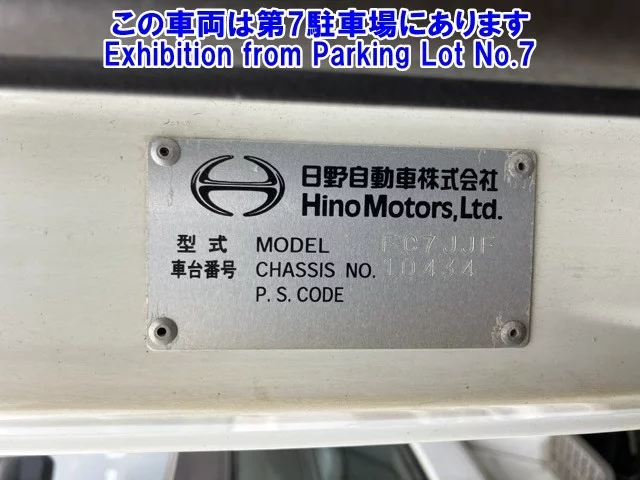 この車両は第7駐車場にあります
Exhibition from Parking Lot No.7
日野自動車株式会社
Hino Motors, Ltd.
型式 MODEL FC7JJF
車台番号 CHASSIS NO. 10434
P. S. CODE